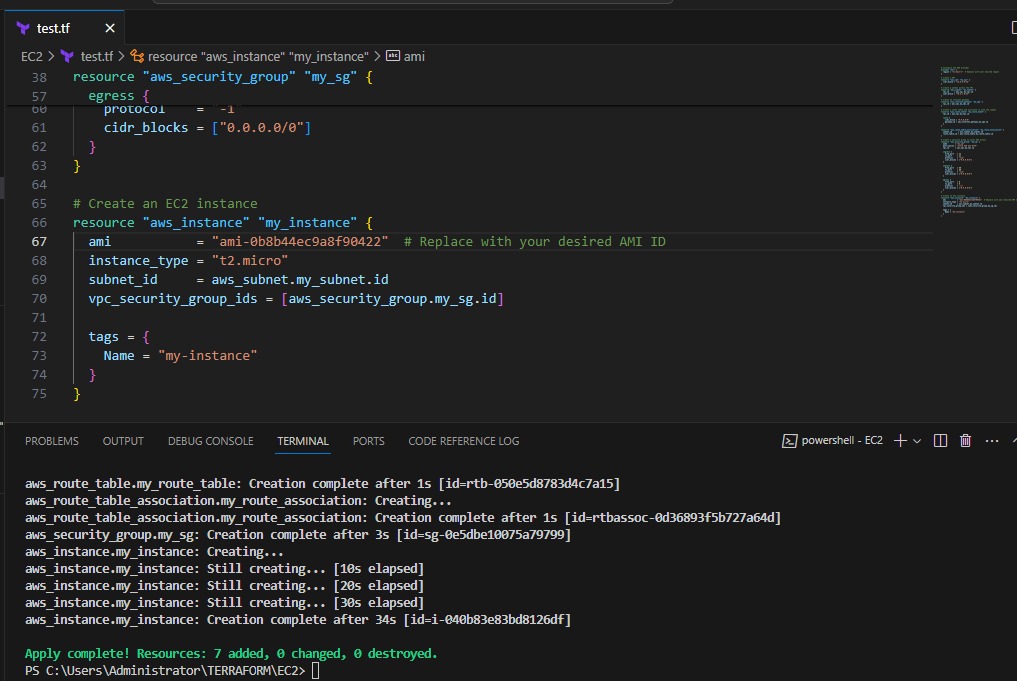 test.tf
EC2 > test.tf > resource "aws_instance" "my_instance" > abc ami
38 resource "aws_security_group" "my_sg" {
57   egress {
60     protocol    = "-1"
61     cidr_blocks = ["0.0.0.0/0"]
62   }
63 }
64
65 # Create an EC2 instance
66 resource "aws_instance" "my_instance" {
67   ami           = "ami-0b8b44ec9a8f90422"  # Replace with your desired AMI ID
68   instance_type = "t2.micro"
69   subnet_id     = aws_subnet.my_subnet.id
70   vpc_security_group_ids = [aws_security_group.my_sg.id]
71
72   tags = {
73     Name = "my-instance"
74   }
75 }
PROBLEMS OUTPUT DEBUG CONSOLE TERMINAL PORTS CODE REFERENCE LOG powershell - EC2
aws_route_table.my_route_table: Creation complete after 1s [id=rtb-050e5d8783d4c7a15]
aws_route_table_association.my_route_association: Creating...
aws_route_table_association.my_route_association: Creation complete after 1s [id=rtbassoc-0d36893f5b727a64d]
aws_security_group.my_sg: Creation complete after 3s [id=sg-0e5dbe10075a79799]
aws_instance.my_instance: Creating...
aws_instance.my_instance: Still creating... [10s elapsed]
aws_instance.my_instance: Still creating... [20s elapsed]
aws_instance.my_instance: Still creating... [30s elapsed]
aws_instance.my_instance: Creation complete after 34s [id=i-040b83e83bd8126df]

Apply complete! Resources: 7 added, 0 changed, 0 destroyed.
PS C:\Users\Administrator\TERRAFORM\EC2>